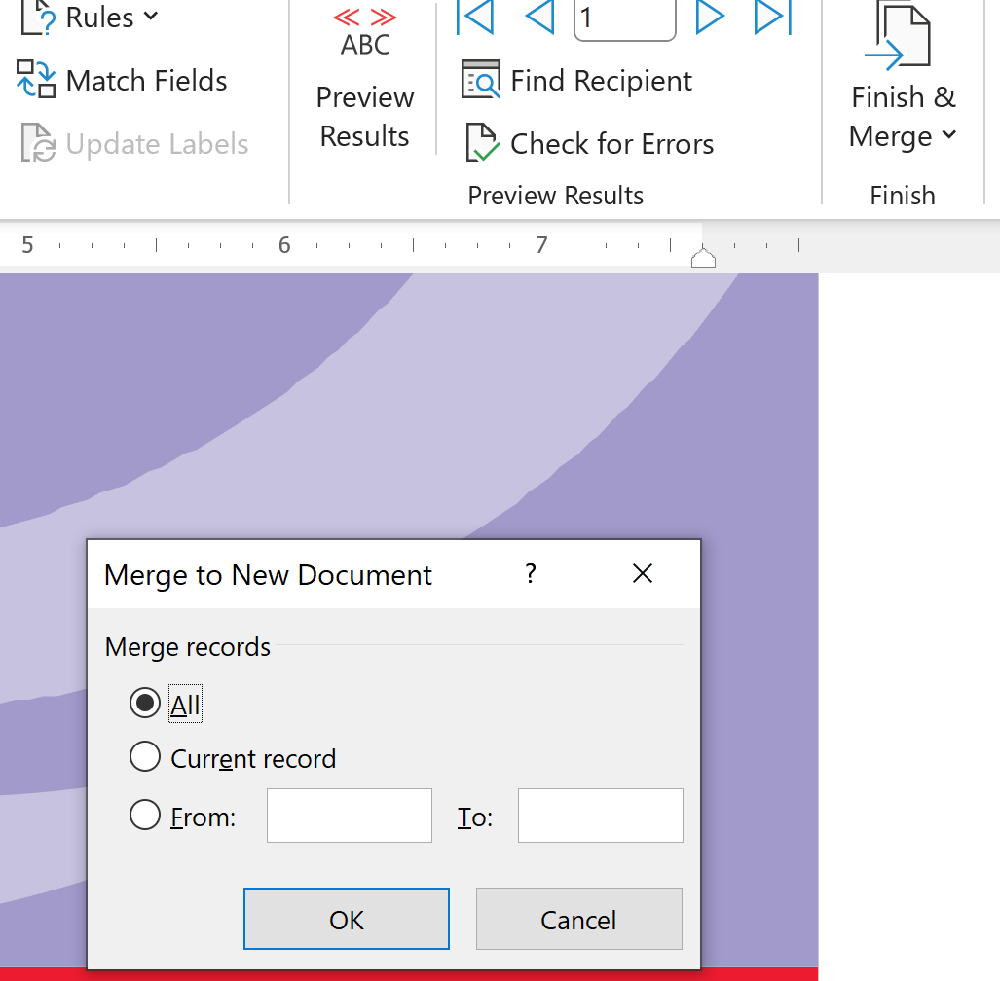 Rules
Match Fields
Update Labels
ABC
Preview
Results
1
Find Recipient
Check for Errors
Preview Results
Finish &
Merge
Finish
5 6 7
Merge to New Document ?
Merge records
All
Current record
From: To:
OK Cancel